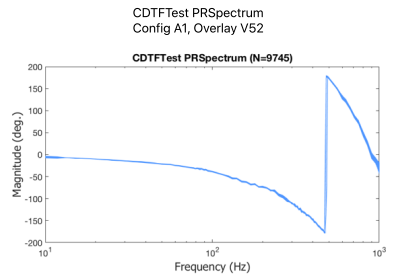 CDTFTest PRSpectrum
Config A1, Overlay V52
CDTFTest PRSpectrum (N=9745)
Magnitude (deg.)
200
150
100
50
0
-50
-100
-150
-200
10^1
10^2
10^3
Frequency (Hz)